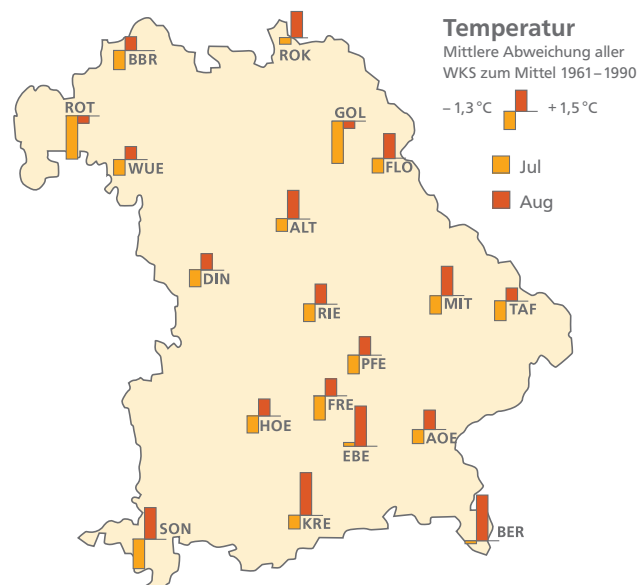 Temperatur
Mittlere Abweichung aller
WKS zum Mittel 1961–1990
– 1,3 °C + 1,5 °C
Jul
Aug
BBR
ROK
ROT
GOL
WUE
FLO
ALT
DIN
RIE
MIT
TAF
PFE
FRE
HOE
EBE
AOE
SON
KRE
BER